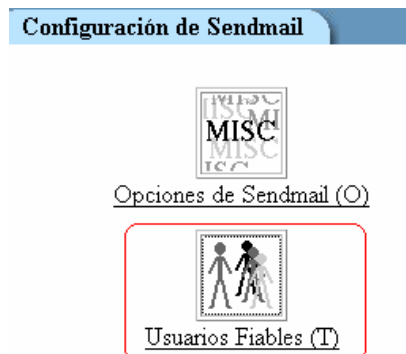 Configuración de Sendmail
MISC
Opciones de Sendmail (O)
Usuarios Fiables (T)